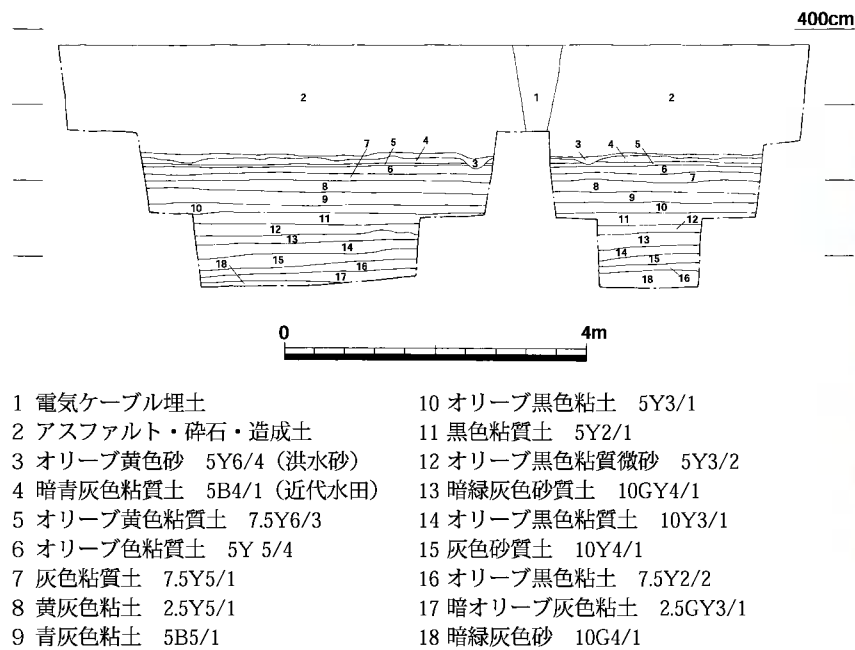 400cm
2
1
2
7
5
4
3
6
8
9
10
11
12
13
14
15
16
17
18
3
4
5
6
7
8
9
10
11
12
13
14
15
16
18
0
4m
1 電気ケーブル埋土
2 アスファルト・砕石・造成土
3 オリーブ黄色砂 5Y6/4（洪水砂）
4 暗青灰色粘質土 5B4/1（近代水田）
5 オリーブ黄色粘質土 7.5Y6/3
6 オリーブ色粘質土 5Y 5/4
7 灰色粘質土 7.5Y5/1
8 黄灰色粘土 2.5Y5/1
9 青灰色粘土 5B5/1
10 オリーブ黒色粘土 5Y3/1
11 黒色粘質土 5Y2/1
12 オリーブ黒色粘質微砂 5Y3/2
13 暗緑灰色砂質土 10GY4/1
14 オリーブ黒色粘質土 10Y3/1
15 灰色砂質土 10Y4/1
16 オリーブ黒色粘土 7.5Y2/2
17 暗オリーブ灰色粘土 2.5GY3/1
18 暗緑灰色砂 10G4/1